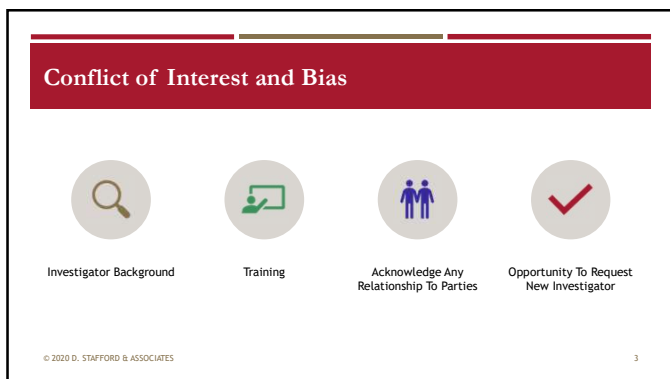 Conflict of Interest and Bias
Investigator Background
Training
Acknowledge Any
Relationship To Parties
Opportunity To Request
New Investigator
© 2020 D. STAFFORD & ASSOCIATES
3